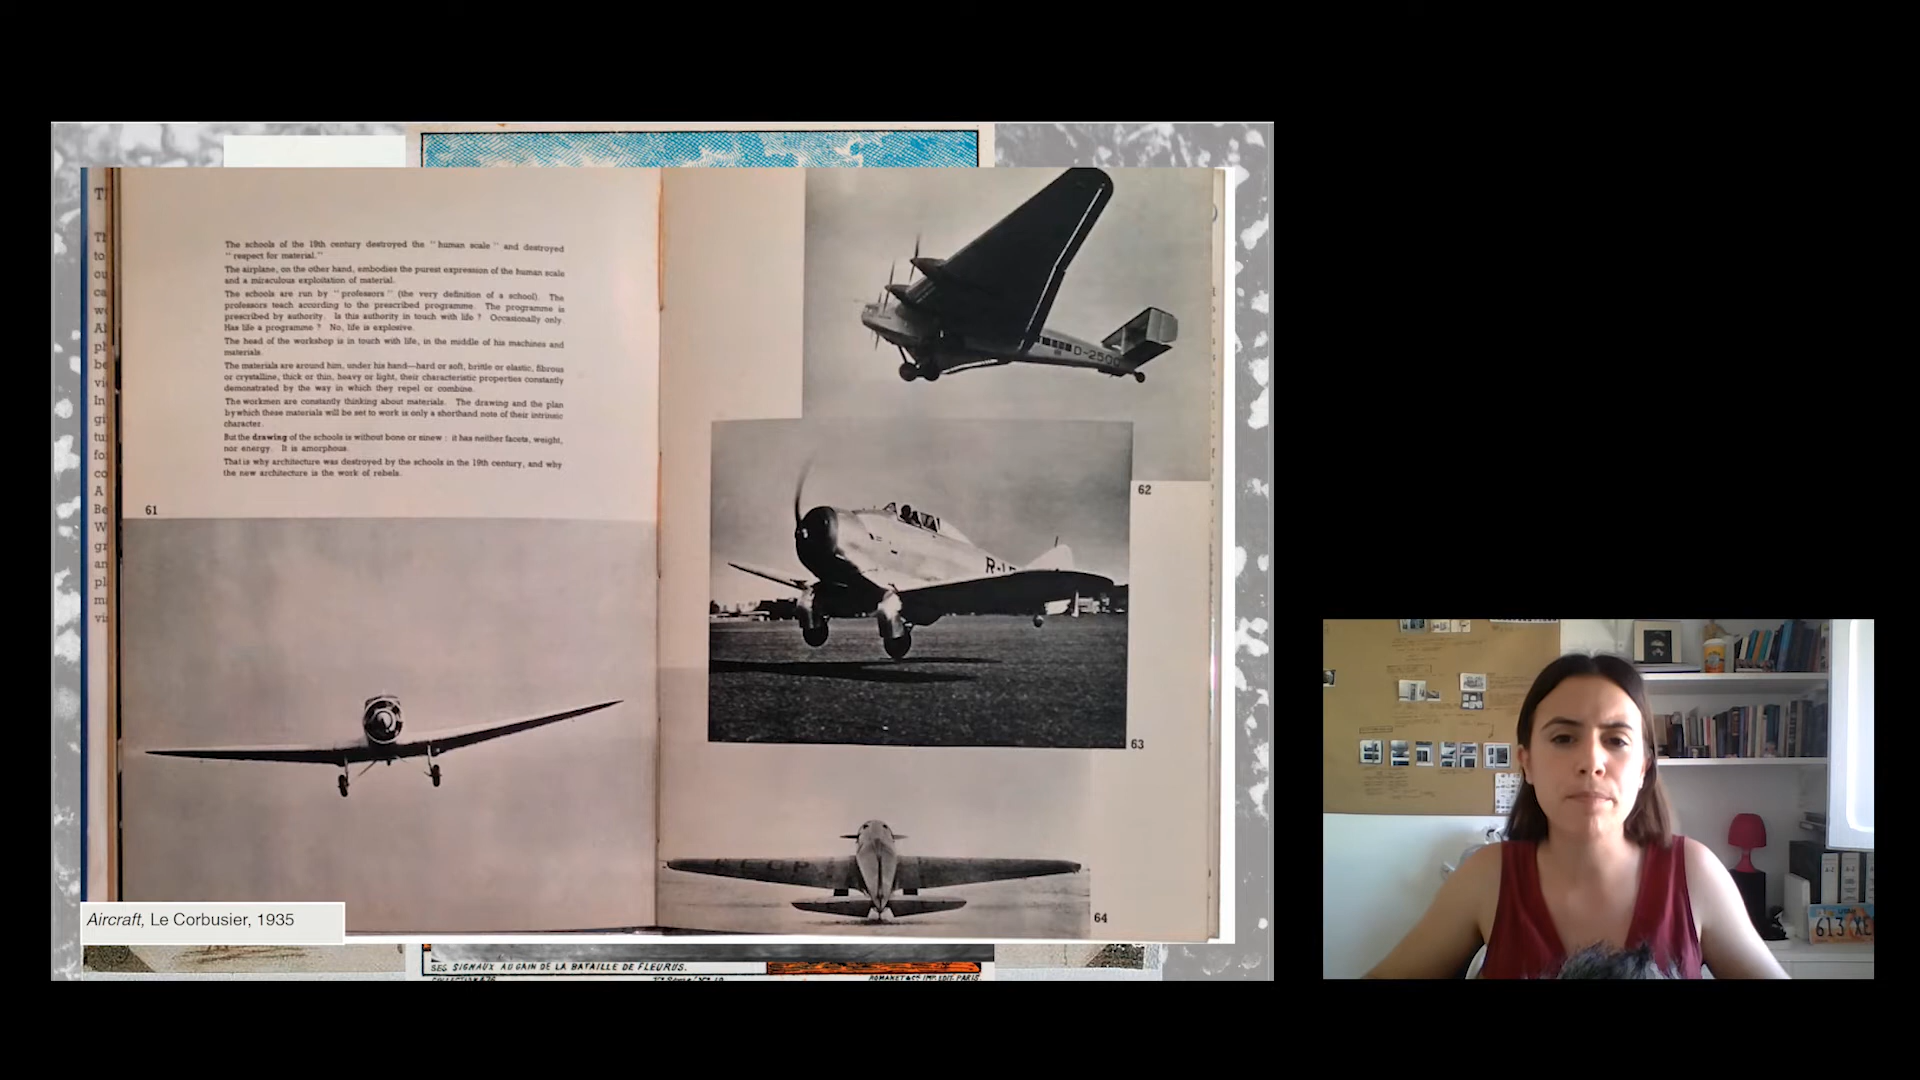 The schools of the 19th century destroyed the "human scale" and destroyed
"respect for material."
The airplane, on the other hand, embodies the purest expression of the human scale
and a miraculous exploitation of material.
The schools are run by "professors" (the very definition of a school). The
professors teach according to the prescribed programme. The programme is
prescribed by authority. Is this authority in touch with life ? Occasionally only.
Has life a programme ? No, life is explosive.
The head of the workshop is in touch with life, in the middle of his machines and
materials.
The materials are around him, under his hand—hard or soft, brittle or elastic, fibrous
or crystalline, thick or thin, heavy or light, their characteristic properties constantly
demonstrated by the way in which they repel or combine.
The workmen are constantly thinking about materials. The drawing and the plan
by which these materials will be set to work is only a shorthand note of their intrinsic
character.
But the drawing of the schools is without bone or sinew : it has neither facets, weight,
nor energy. It is amorphous.
That is why architecture was destroyed by the schools in the 19th century, and why
the new architecture is the work of rebels.
61
D-2500
62
R-15
63
64
Aircraft, Le Corbusier, 1935
SES SIGNAUX AU GAIN DE LA BATAILLE DE FLEURUS.
ROMANET & Cie IMP. EDIT. PARIS
613 XE